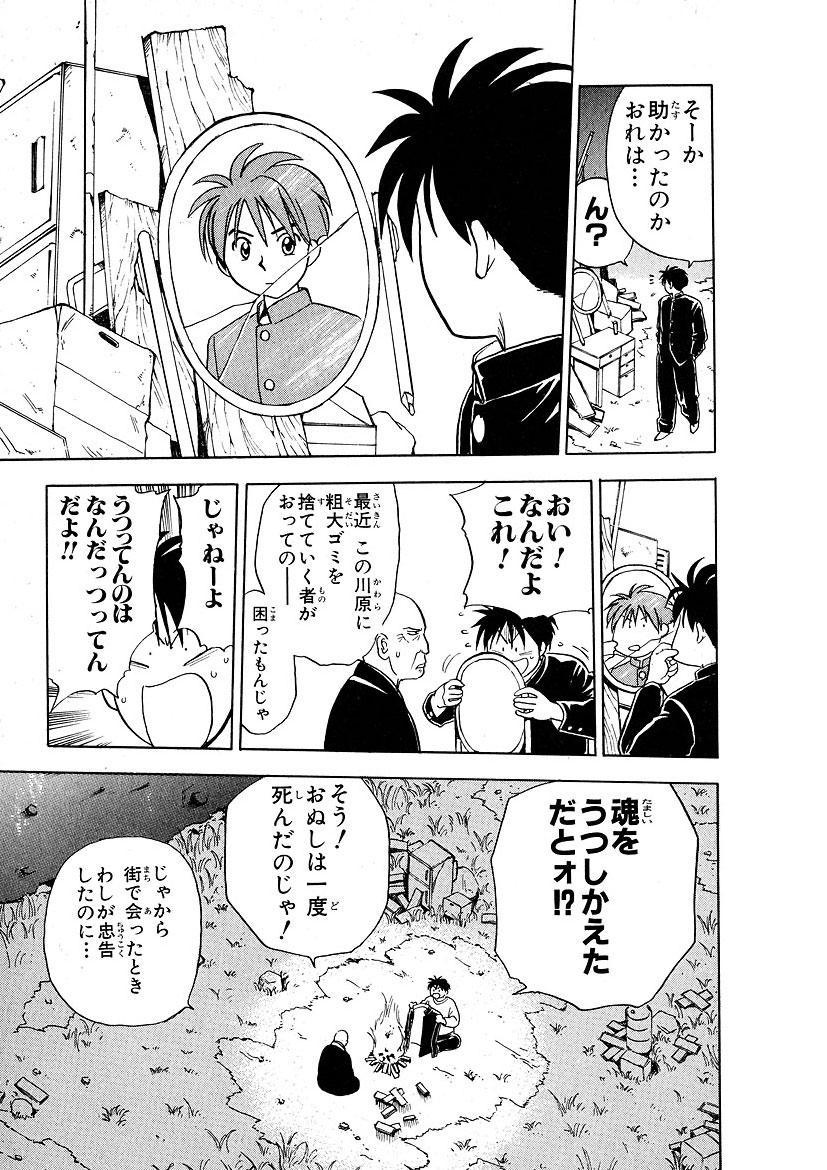 そーか
助かったのか
おれは…
ん?
おい!
なんだよ
これ!
最近 この川原に
粗大ゴミを
捨てていく者が
おっての──
困ったもんじゃ
じゃねーよ
うつってんのは
なんだっつってん
だよ!!
魂を
うつしかえた
だとォ!?
そう!
おぬしは一度
死んだのじゃ!
じゃから
街で会ったとき
わしが忠告
したのに…